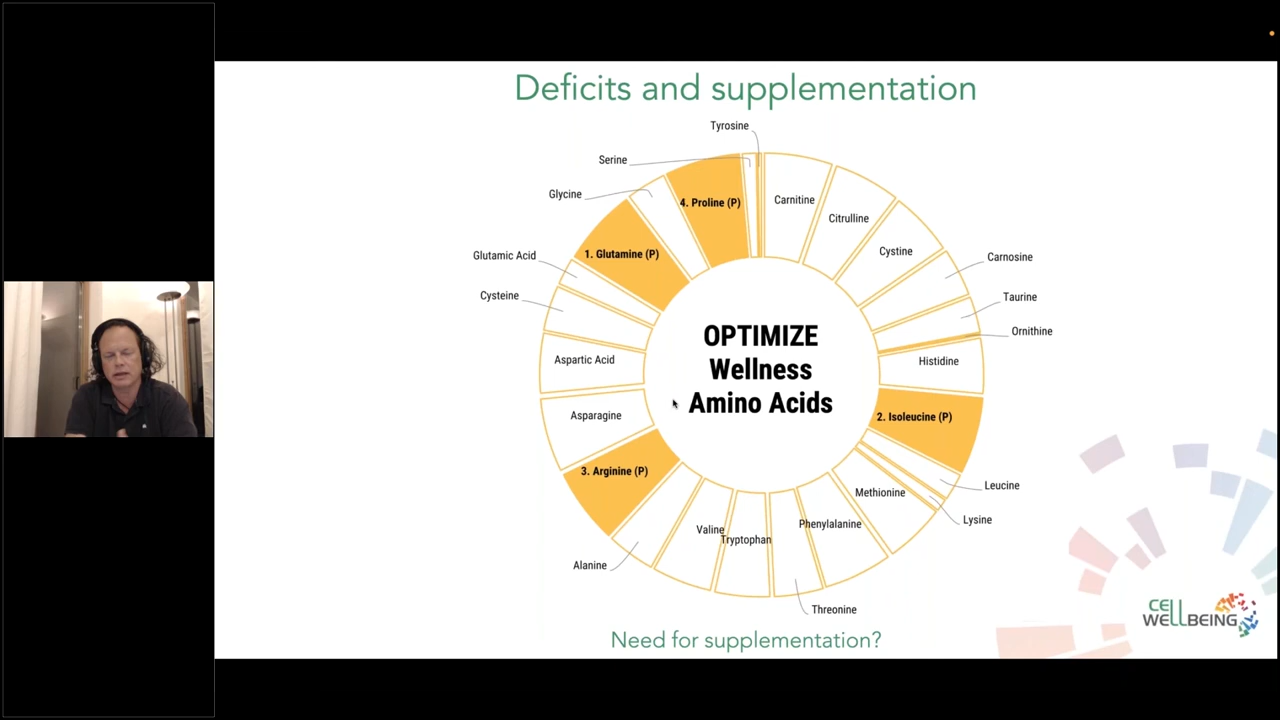 Deficits and supplementation
Tyrosine
Serine
Glycine
4. Proline (P)
1. Glutamine (P)
Glutamic Acid
Cysteine
Aspartic Acid
Asparagine
3. Arginine (P)
Alanine
Valine
Tryptophan
Threonine
Phenylalanine
Methionine
Lysine
Leucine
2. Isoleucine (P)
Histidine
Ornithine
Taurine
Carnosine
Cystine
Citrulline
Carnitine
OPTIMIZE
Wellness
Amino Acids
Need for supplementation?
CELL
WELLBEING